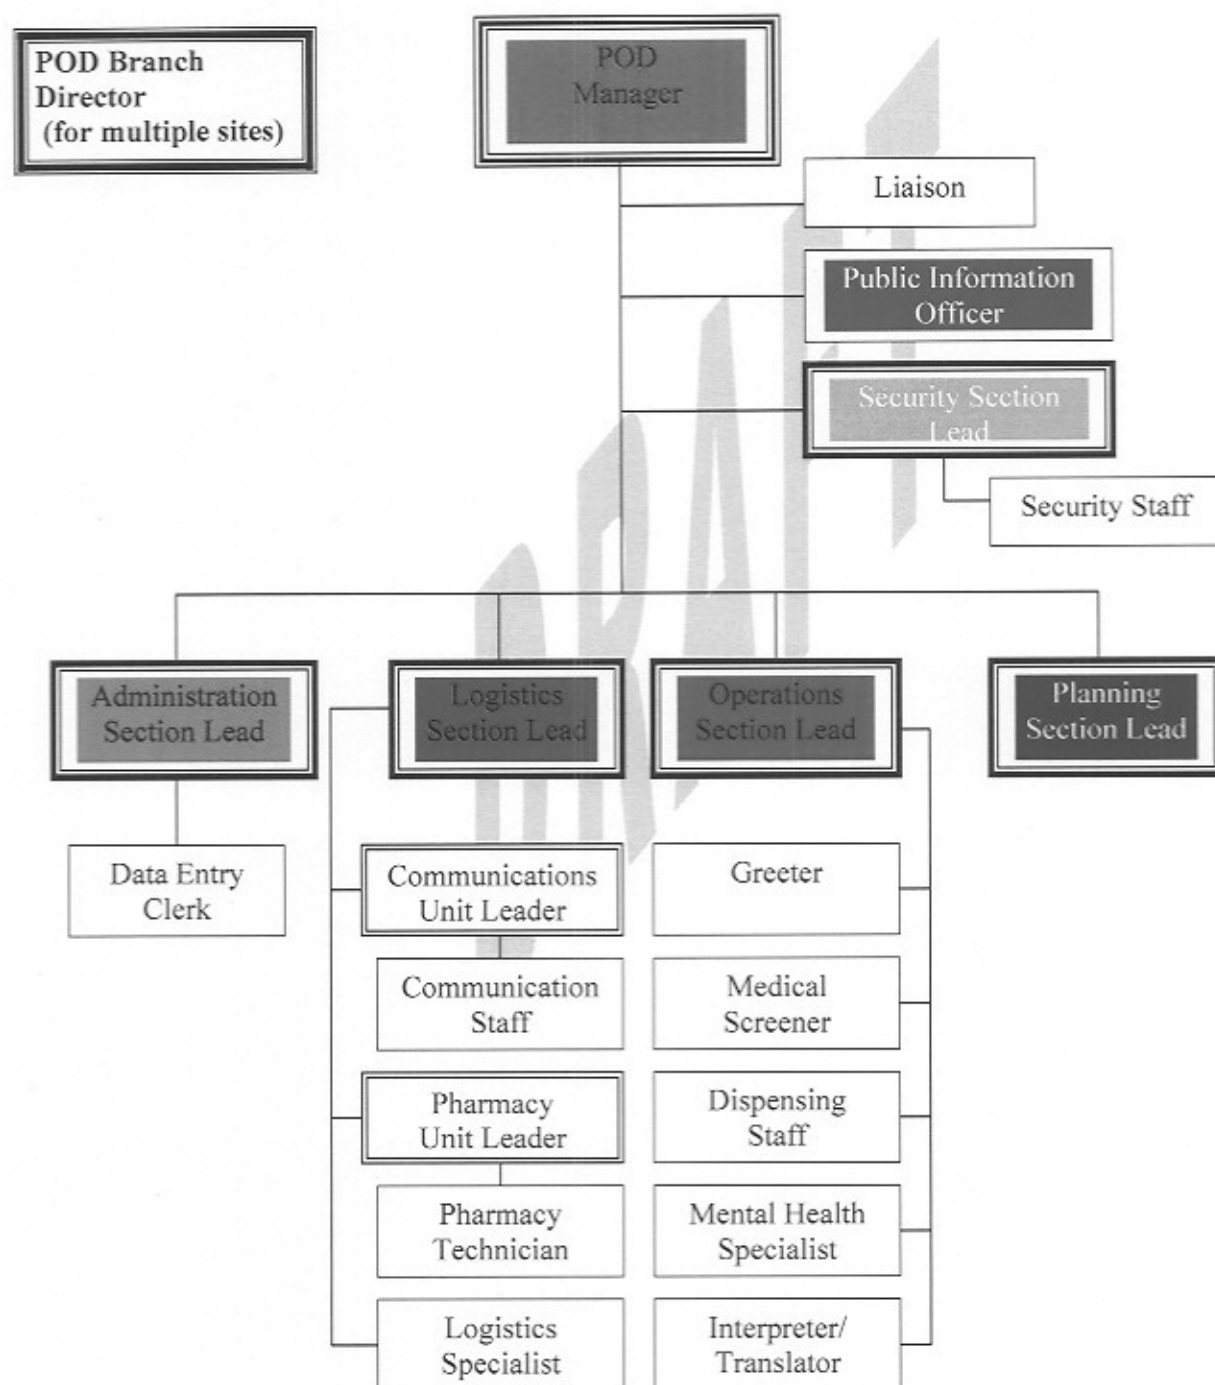 POD Branch
Director
(for multiple sites)
POD
Manager
Liaison
Public Information
Officer
Security Section
Lead
Security Staff
DRAFT
Administration
Section Lead
Logistics
Section Lead
Operations
Section Lead
Planning
Section Lead
Data Entry
Clerk
Communications
Unit Leader
Greeter
Communication
Staff
Medical
Screener
Pharmacy
Unit Leader
Dispensing
Staff
Pharmacy
Technician
Mental Health
Specialist
Logistics
Specialist
Interpreter/
Translator